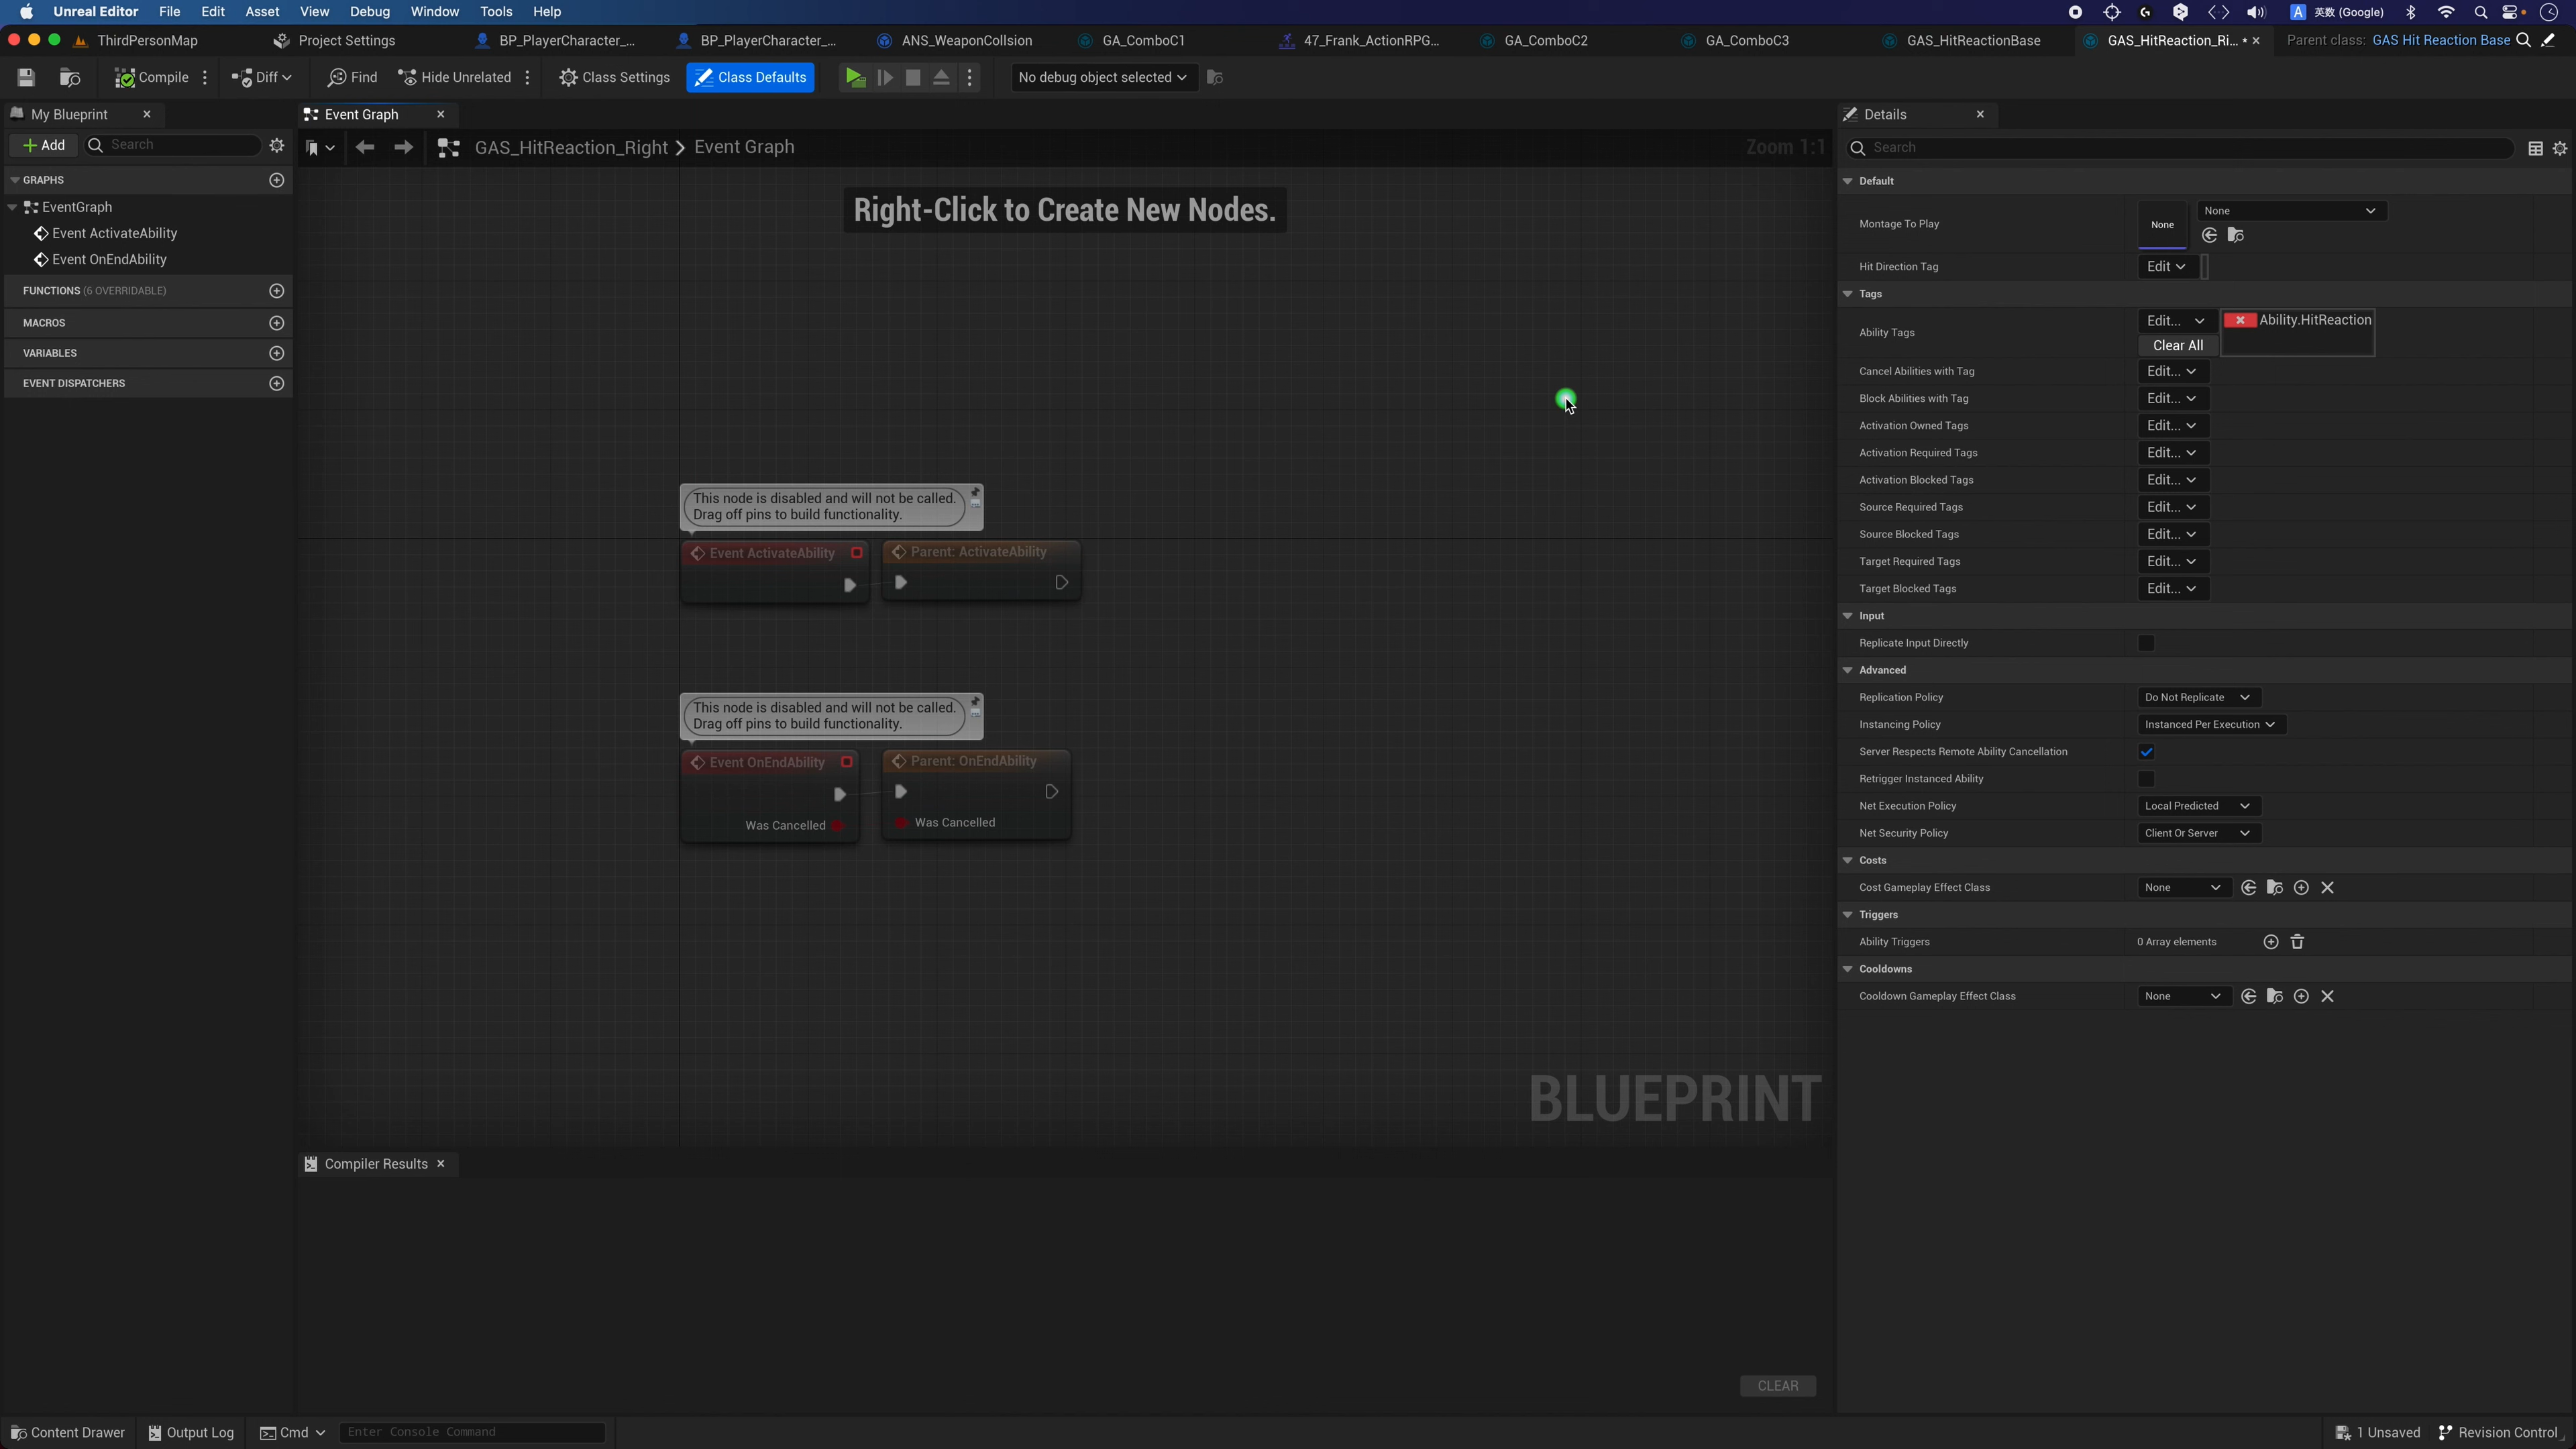 Unreal Editor File Edit Asset View Debug Window Tools Help A 英数 (Google)
ThirdPersonMap Project Settings BP_PlayerCharacter_... BP_PlayerCharacter_... ANS_WeaponCollsion GA_ComboC1 47_Frank_ActionRPG... GA_ComboC2 GA_ComboC3 GAS_HitReactionBase GAS_HitReaction_Ri... • Parent class: GAS Hit Reaction Base
Compile Diff Find Hide Unrelated Class Settings Class Defaults No debug object selected
My Blueprint
Add Search
GRAPHS
EventGraph
Event ActivateAbility
Event OnEndAbility
FUNCTIONS (6 OVERRIDABLE)
MACROS
VARIABLES
EVENT DISPATCHERS
Event Graph
GAS_HitReaction_Right > Event Graph Zoom 1:1
Right-Click to Create New Nodes.
This node is disabled and will not be called.
Drag off pins to build functionality.
Event ActivateAbility Parent: ActivateAbility
This node is disabled and will not be called.
Drag off pins to build functionality.
Event OnEndAbility Parent: OnEndAbility
Was Cancelled Was Cancelled
BLUEPRINT
Compiler Results
CLEAR
Details
Search
Default
Montage To Play None None
Hit Direction Tag Edit
Tags
Ability Tags Edit... Ability.HitReaction
Clear All
Cancel Abilities with Tag Edit...
Block Abilities with Tag Edit...
Activation Owned Tags Edit...
Activation Required Tags Edit...
Activation Blocked Tags Edit...
Source Required Tags Edit...
Source Blocked Tags Edit...
Target Required Tags Edit...
Target Blocked Tags Edit...
Input
Replicate Input Directly
Advanced
Replication Policy Do Not Replicate
Instancing Policy Instanced Per Execution
Server Respects Remote Ability Cancellation
Retrigger Instanced Ability
Net Execution Policy Local Predicted
Net Security Policy Client Or Server
Costs
Cost Gameplay Effect Class None
Triggers
Ability Triggers 0 Array elements
Cooldowns
Cooldown Gameplay Effect Class None
Content Drawer Output Log Cmd Enter Console Command 1 Unsaved Revision Control